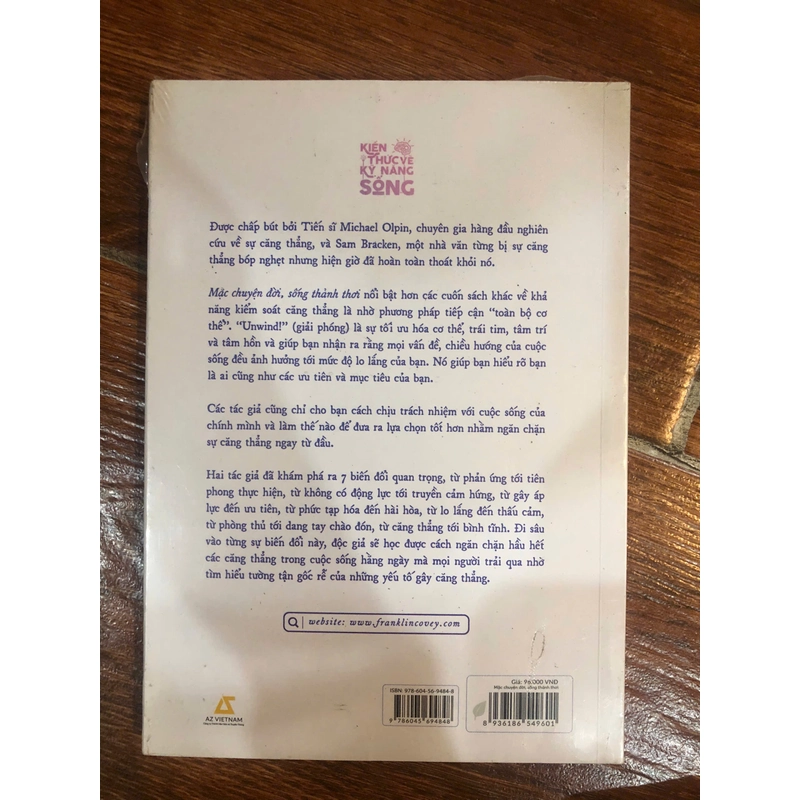 KIẾN
THỨC VỀ
KỸ NĂNG
SỐNG
Được chấp bút bởi Tiến sĩ Michael Olpin, chuyên gia hàng đầu nghiên
cứu về sự căng thẳng, và Sam Bracken, một nhà văn từng bị sự căng
thẳng bóp nghẹt nhưng hiện giờ đã hoàn toàn thoát khỏi nó.
Mặc chuyện đời, sống thảnh thơi nổi bật hơn các cuốn sách khác về khả
năng kiểm soát căng thẳng là nhờ phương pháp tiếp cận “toàn bộ cơ
thể”. “Unwind!” (giải phóng) là sự tối ưu hóa cơ thể, trái tim, tâm trí
và tâm hồn và giúp bạn nhận ra rằng mọi vấn đề, chiều hướng của cuộc
sống đều ảnh hưởng tới mức độ lo lắng của bạn. Nó giúp bạn hiểu rõ bạn
là ai cũng như các ưu tiên và mục tiêu của bạn.
Các tác giả cũng chỉ cho bạn cách chịu trách nhiệm với cuộc sống của
chính mình và làm thế nào để đưa ra lựa chọn tốt hơn nhằm ngăn chặn
sự căng thẳng ngay từ đầu.
Hai tác giả đã khám phá ra 7 biến đổi quan trọng, từ phản ứng tới tiên
phong thực hiện, từ không có động lực tới truyền cảm hứng, từ gây áp
lực đến ưu tiên, từ phức tạp hóa đến hài hòa, từ lo lắng đến thấu cảm,
từ phòng thủ tới dang tay chào đón, từ căng thẳng tới bình tĩnh. Đi sâu
vào từng sự biến đổi này, độc giả sẽ học được cách ngăn chặn hầu hết
các căng thẳng trong cuộc sống hằng ngày mà mọi người trải qua nhờ
tìm hiểu tường tận gốc rễ của những yếu tố gây căng thẳng.
website: www.franklincovey.com
AZ VIETNAM
ISBN: 978-604-56-9484-8
9 786045 694848
Giá: 96.000 VNĐ
Mặc chuyện đời, sống thảnh thơi
8 936186 549601